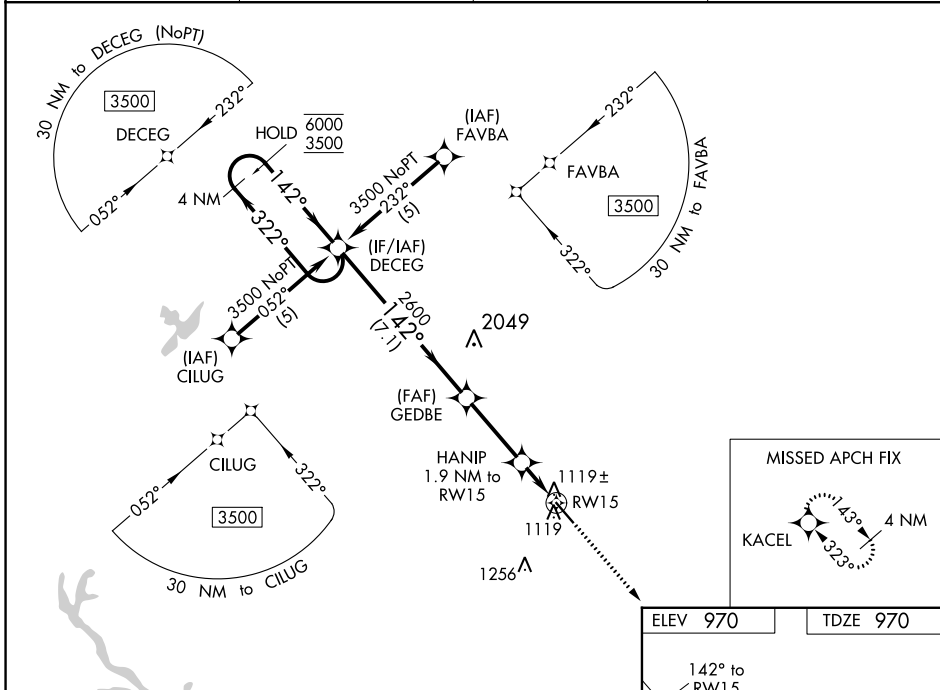 30 NM to DECEG (NoPT)
3500
DECEG
232°
052°
HOLD
6000
3500
4 NM
142°
322°
(IAF)
FAVBA
3500 NoPT
232°
(5)
(IF/IAF)
DECEG
3500 NoPT
052°
(5)
(IAF)
CILUG
232°
FAVBA
3500
322°
30 NM to FAVBA
2600
142°
(7.1)
2049
(FAF)
GEDBE
HANIP
1.9 NM to
RW15
1119±
RW15
1119
1256
CILUG
052°
322°
3500
30 NM to CILUG
MISSED APCH FIX
KACEL
143°
323°
4 NM
ELEV 970
TDZE 970
142° to
RW15